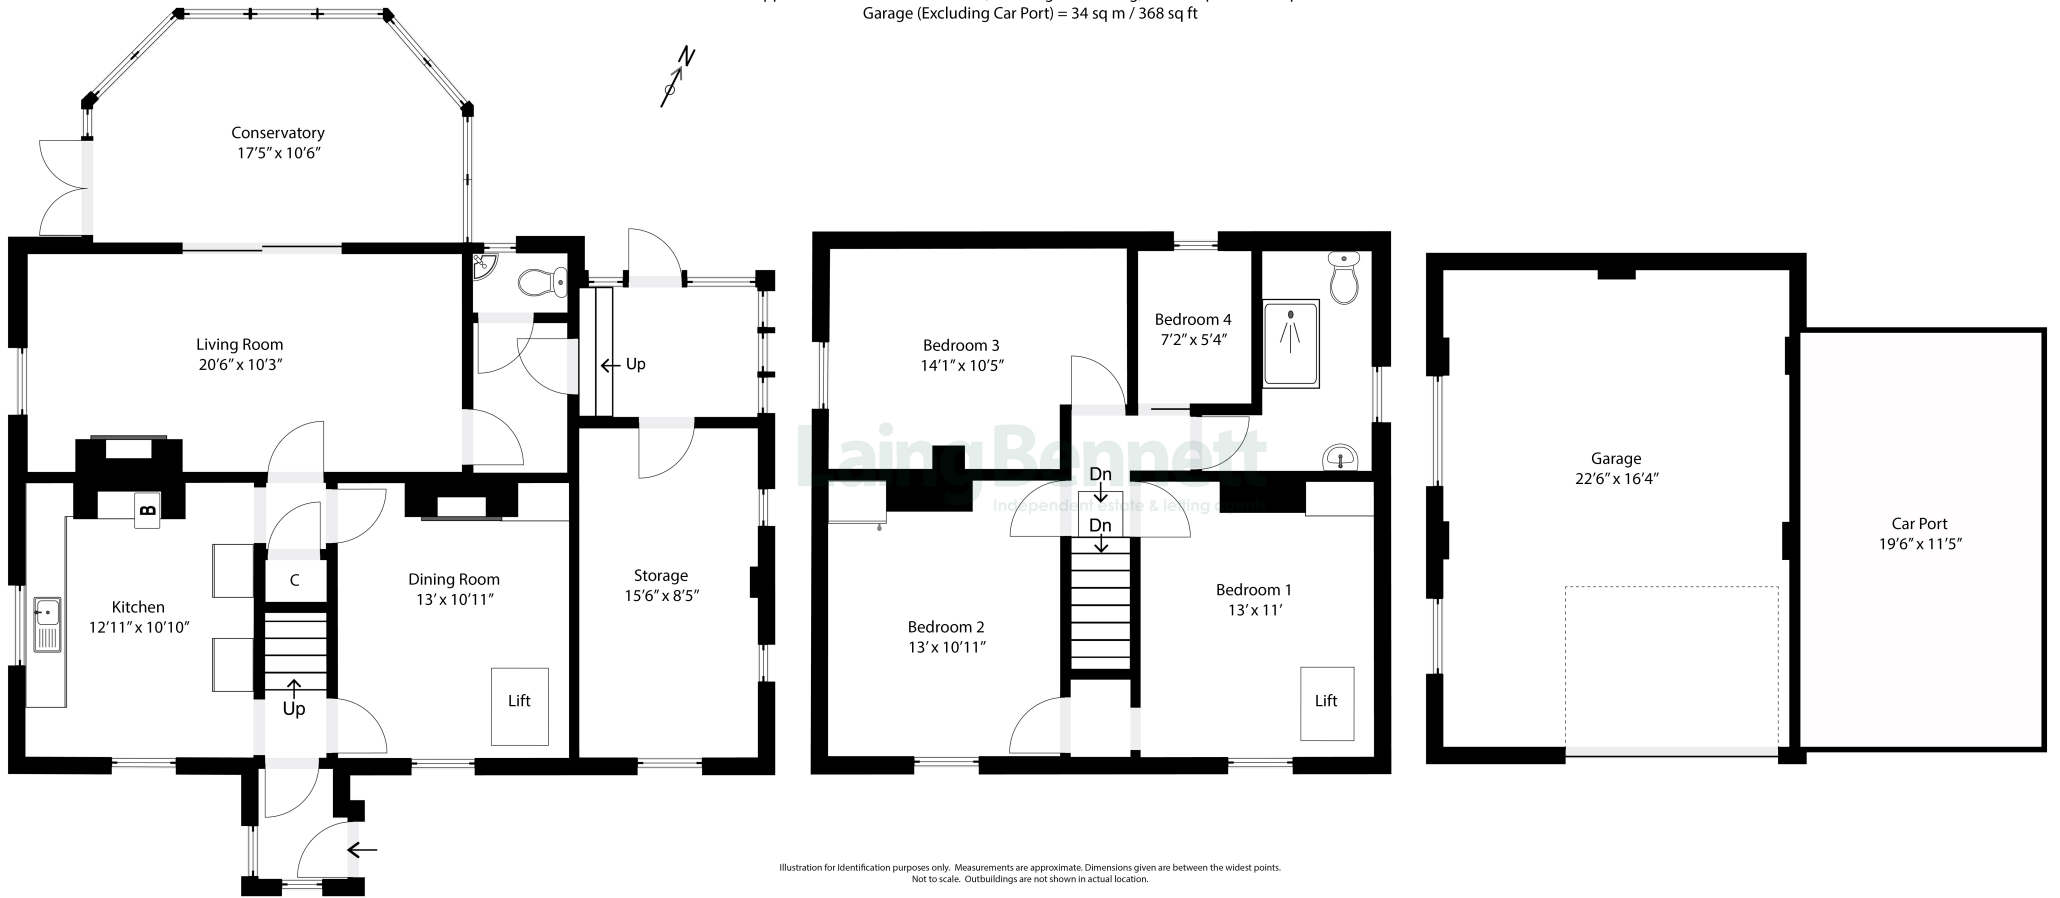 Garage (Excluding Car Port) = 34 sq m / 368 sq ft
N
Conservatory
17'5" x 10'6"
Living Room
20'6" x 10'3"
Up
Kitchen
12'11" x 10'10"
B
C
Up
Dining Room
13' x 10'11"
Lift
Storage
15'6" x 8'5"
Bedroom 3
14'1" x 10'5"
Bedroom 4
7'2" x 5'4"
Laing Bennett
Independent estate & letting agents
Dn
Dn
Bedroom 2
13' x 10'11"
Bedroom 1
13' x 11'
Lift
Garage
22'6" x 16'4"
Car Port
19'6" x 11'5"
Illustration for Identification purposes only. Measurements are approximate. Dimensions given are between the widest points.
Not to scale. Outbuildings are not shown in actual location.